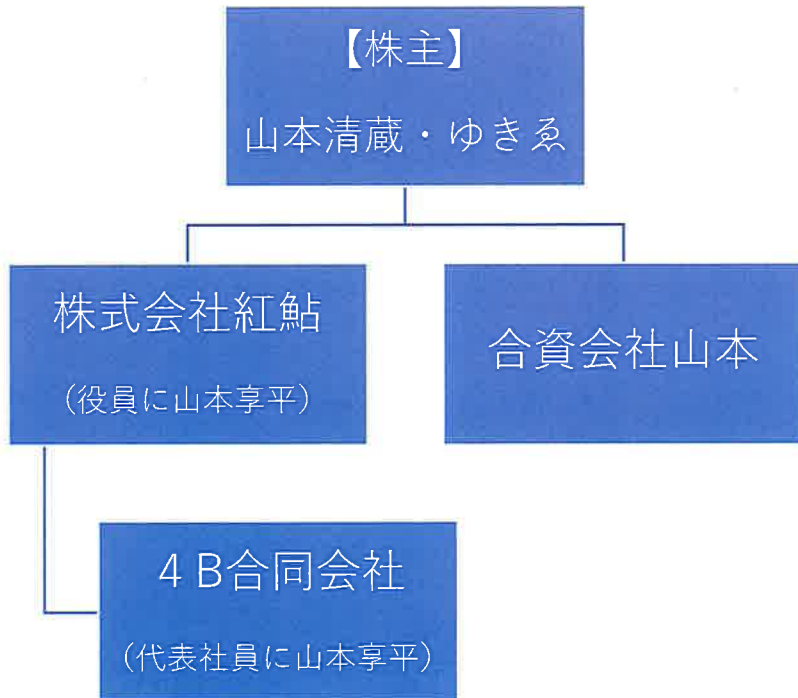 【株主】
山本清蔵・ゆきゑ
株式会社紅鮎
(役員に山本享平)
合資会社山本
4B合同会社
(代表社員に山本享平)